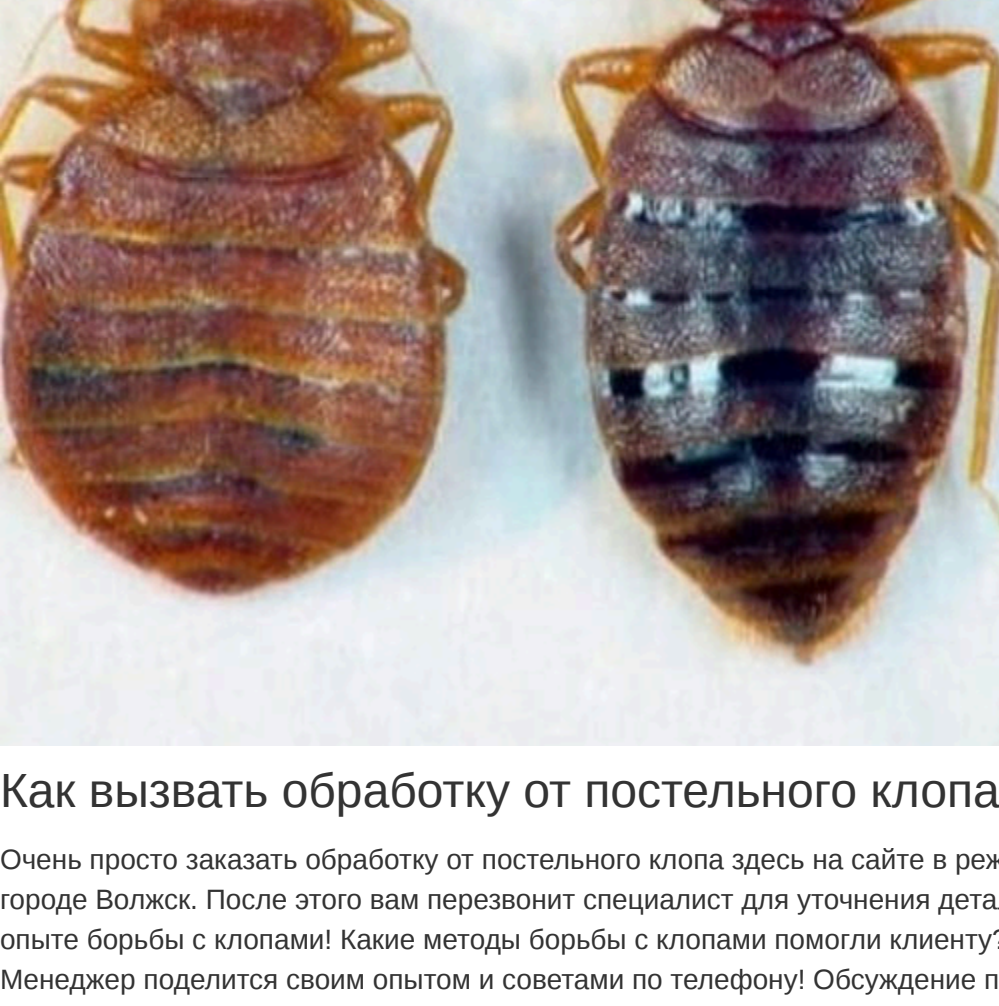 Как вызвать обработку от постельного клопа
Очень просто заказать обработку от постельного клопа здесь на сайте в реж
городе Волжск. После этого вам перезвонит специалист для уточнения дета
опыте борьбы с клопами! Какие методы борьбы с клопами помогли клиенту?
Менеджер поделится своим опытом и советами по телефону! Обсуждение п